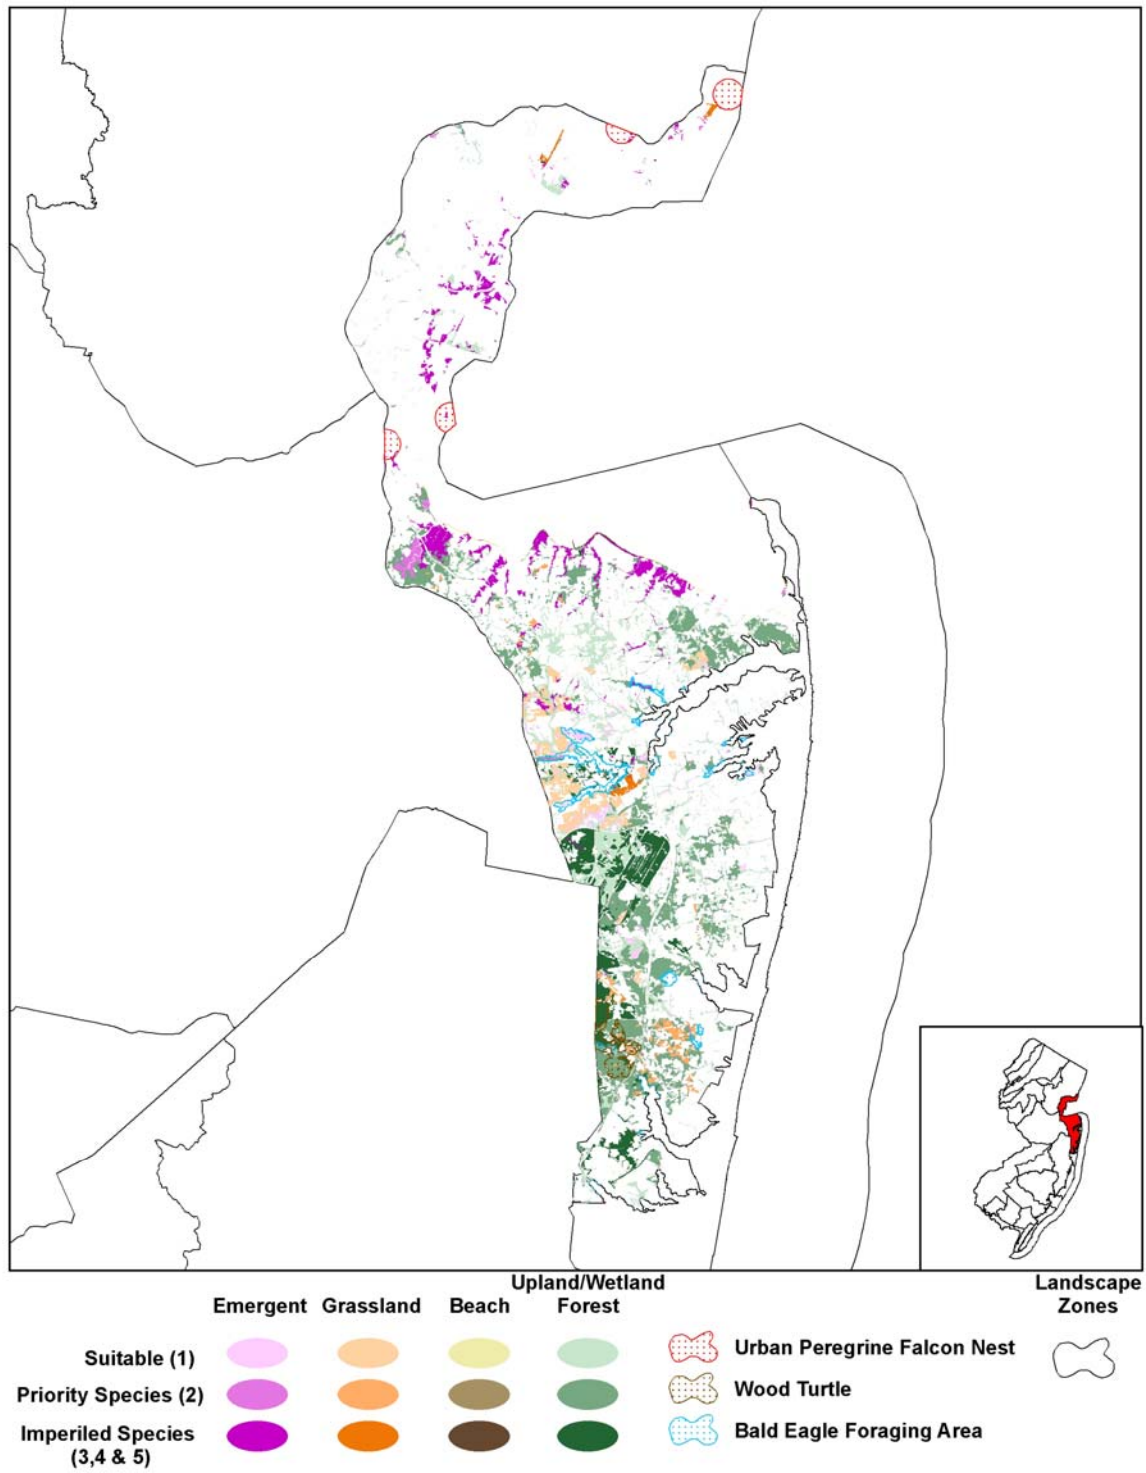 Upland/Wetland
Landscape
Emergent Grassland Beach Forest Zones
Suitable (1)
Urban Peregrine Falcon Nest
Priority Species (2)
Wood Turtle
Imperiled Species
(3,4 & 5)
Bald Eagle Foraging Area